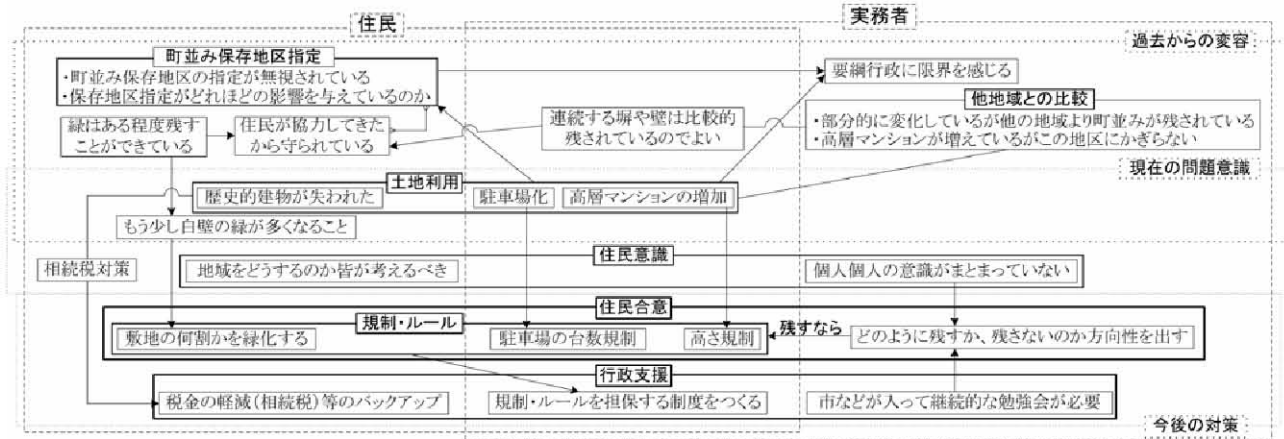 住民
実務者
過去からの変容
町並み保存地区指定
・町並み保存地区の指定が無視されている
・保存地区指定がどれほどの影響を与えているのか
要綱行政に限界を感じる
他地域との比較
・部分的に変化しているが他の地域より町並みが残されている
・高層マンションが増えているがこの地区にかぎらない
緑はある程度残す
ことができている
住民が協力してきた
から守られている
連続する塀や壁は比較的
残されているのでよい
現在の問題意識
土地利用
歴史的建物が失われた
駐車場化
高層マンションの増加
もう少し白壁の緑が多くなること
相続税対策
住民意識
地域をどうするのか皆が考えるべき
個人個人の意識がまとまっていない
住民合意
規制・ルール
敷地の何割かを緑化する
駐車場の台数規制
高さ規制
残すなら
どのように残すか、残さないのか方向性を出す
行政支援
税金の軽減(相続税)等のバックアップ
規制・ルールを担保する制度をつくる
市などが入って継続的な勉強会が必要
今後の対策